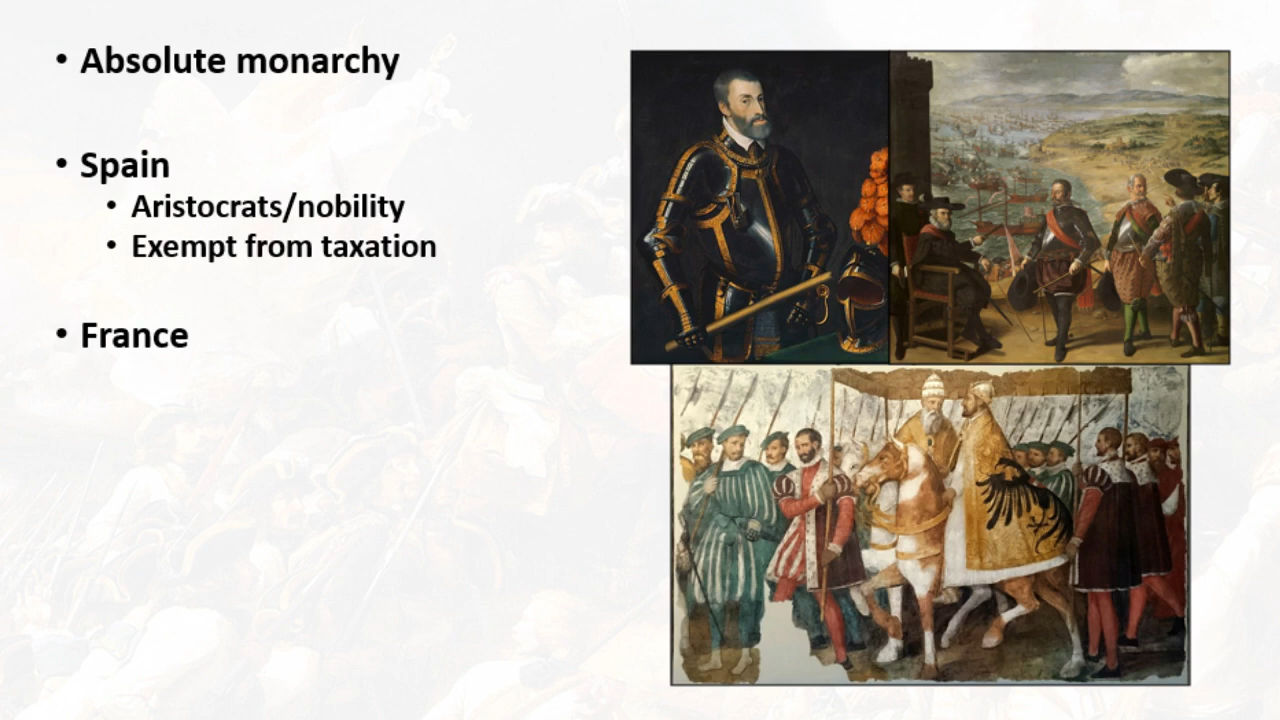 • Absolute monarchy
• Spain
• Aristocrats/nobility
• Exempt from taxation
• France